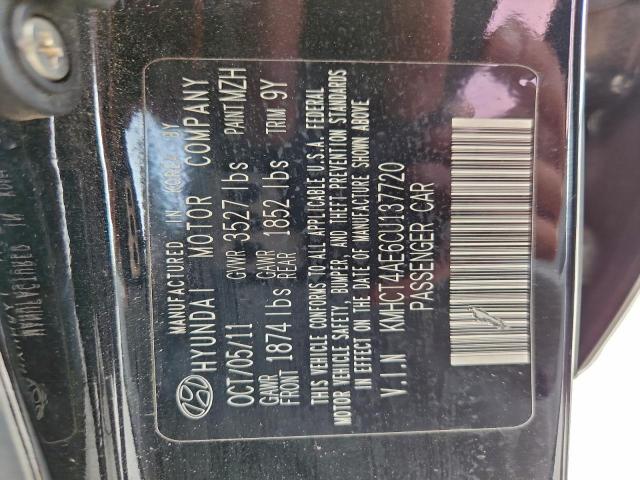 MANUFACTURED IN KOREA BY
HYUNDAI MOTOR COMPANY
OCT/05/11 GVWR 3527 lbs PAINT NZH
GAWR FRONT 1874 lbs GAWR REAR 1852 lbs TRIM 9Y
THIS VEHICLE CONFORMS TO ALL APPLICABLE U.S.A. FEDERAL
MOTOR VEHICLE SAFETY, BUMPER, AND THEFT-PREVENTION STANDARDS
IN EFFECT ON THE DATE OF MANUFACTURE SHOWN ABOVE
V.I.N KMHCT4AE6CU137720
PASSENGER CAR